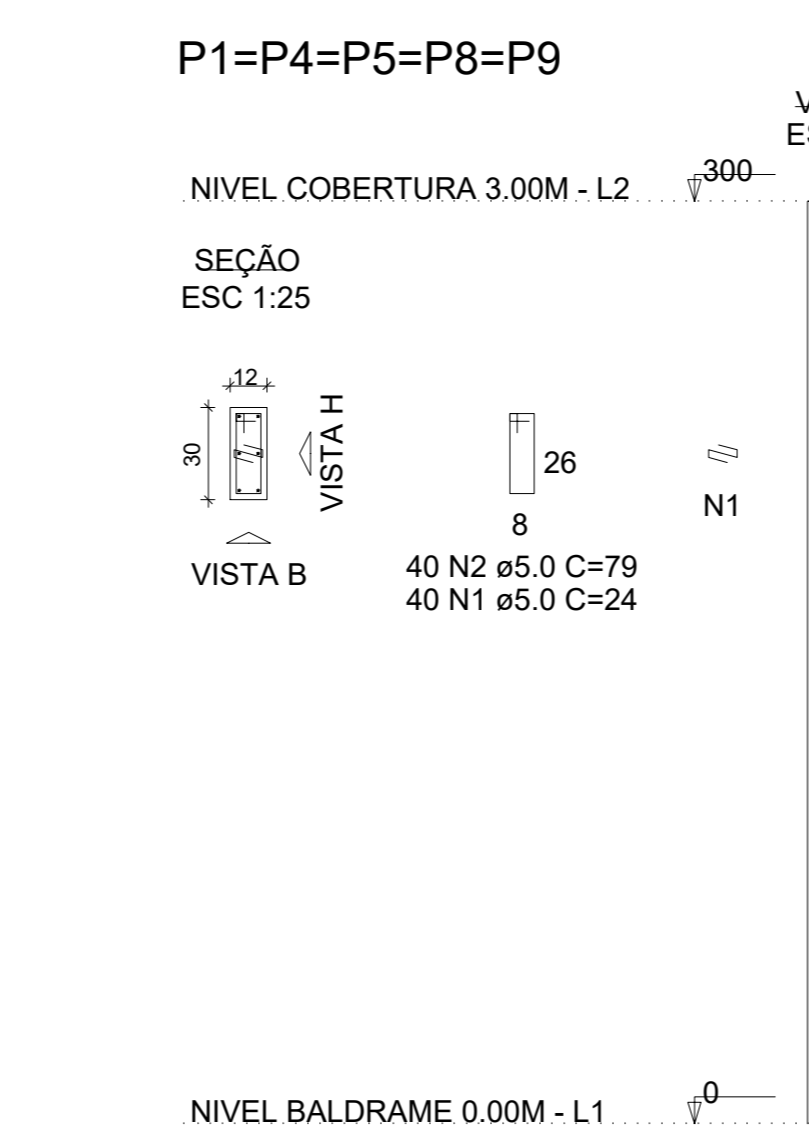 P1=P4=P5=P8=P9
NIVEL COBERTURA 3.00M - L2
300
SEÇÃO
ESC 1:25
12
30
VISTA H
VISTA B
26
8
N1
40 N2 ø5.0 C=79
40 N1 ø5.0 C=24
NIVEL BALDRAME 0.00M - L1
0